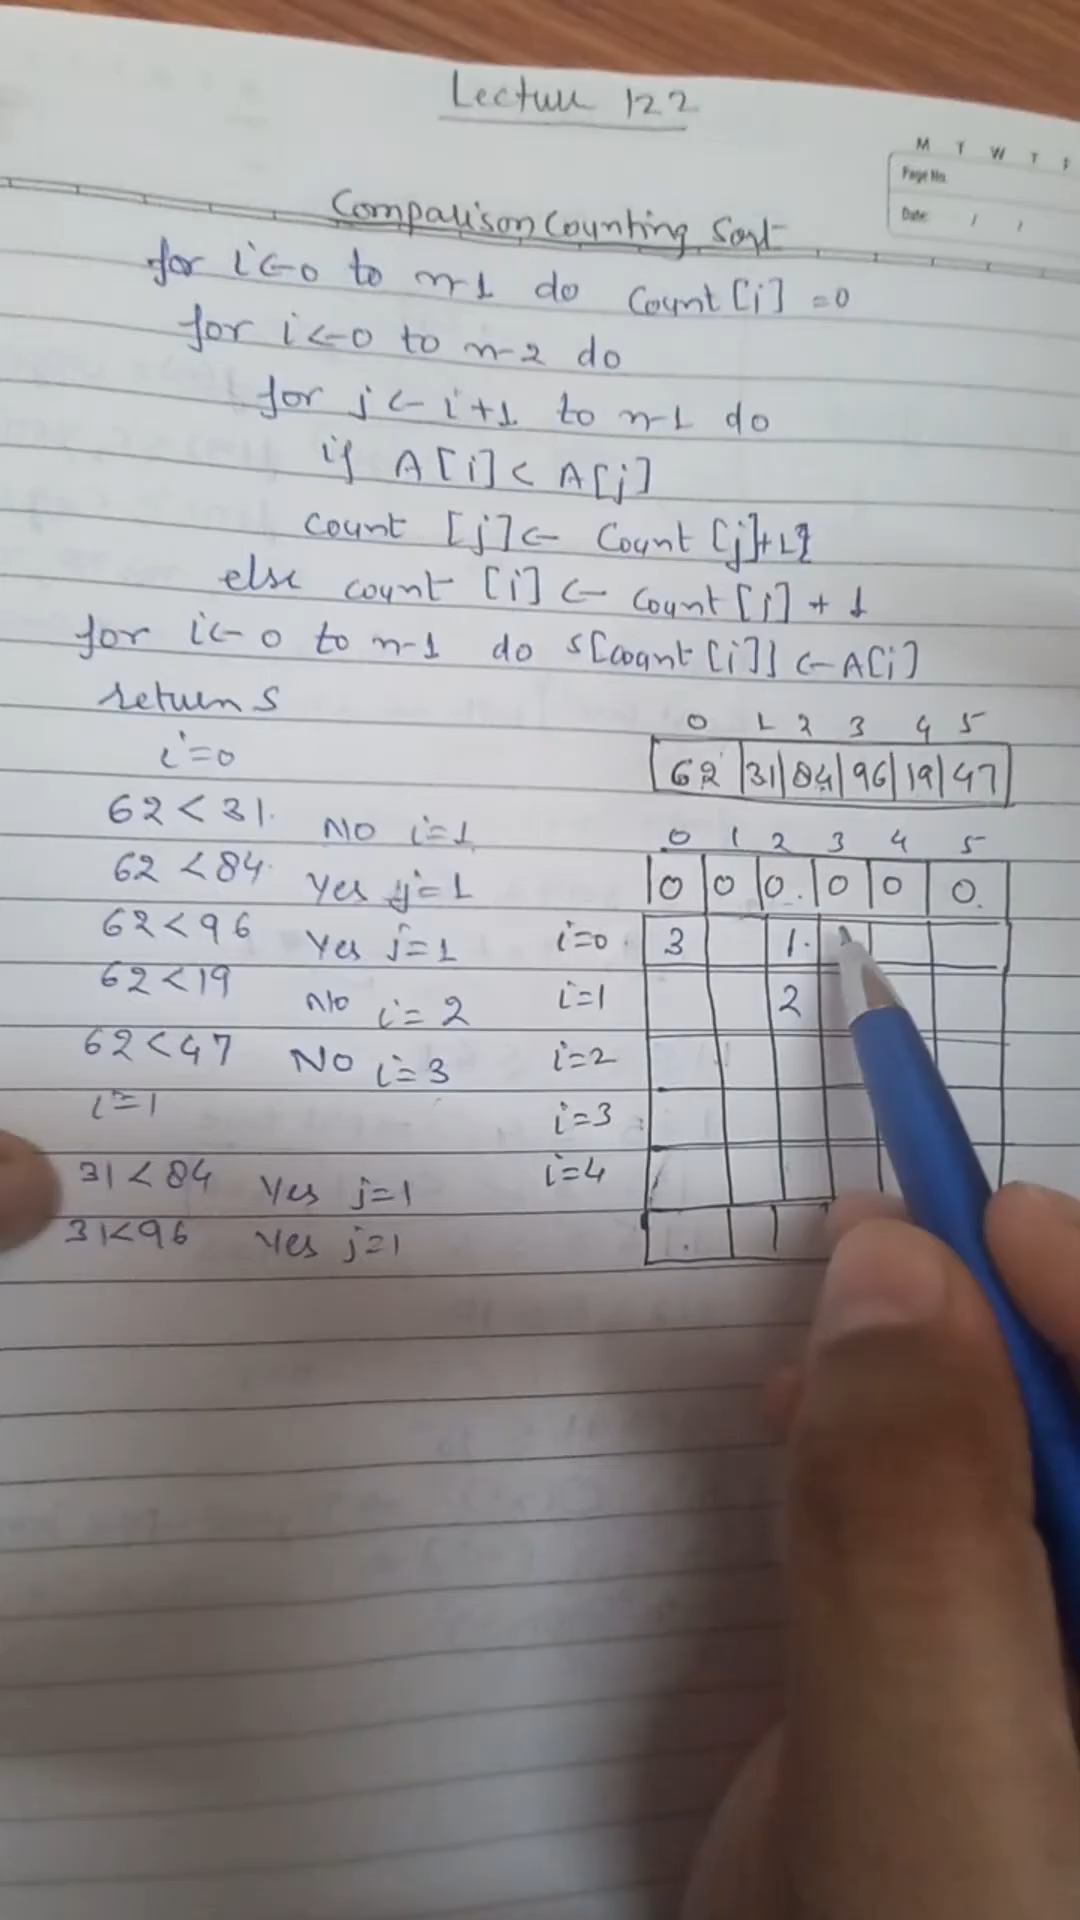 Lecture 122
M T W T F
Page No.
Date: / /
Comparison Counting Sort
for i<-0 to n-1 do Count[i] =0
for i<-0 to n-2 do
for j<-i+1 to n-1 do
if A[i]< A[j]
count [j]<- Count [j]+1
else count [i] <- Count[i] + 1
for i<-0 to n-1 do S[count[i]] <-A[i]
return S
0 1 2 3 4 5
i=0
62 31 84 96 19 47
62<31 NO i=1
0 1 2 3 4 5
62 <84 Yes j=1
0 0 0 0 0 0
62<96 Yes j=1
i=0 3 1
62<19 No i=2
i=1 2
62<47 NO i=3
i=2
i=1
i=3
31<84 Yes j=1
i=4
31<96 Yes j=1